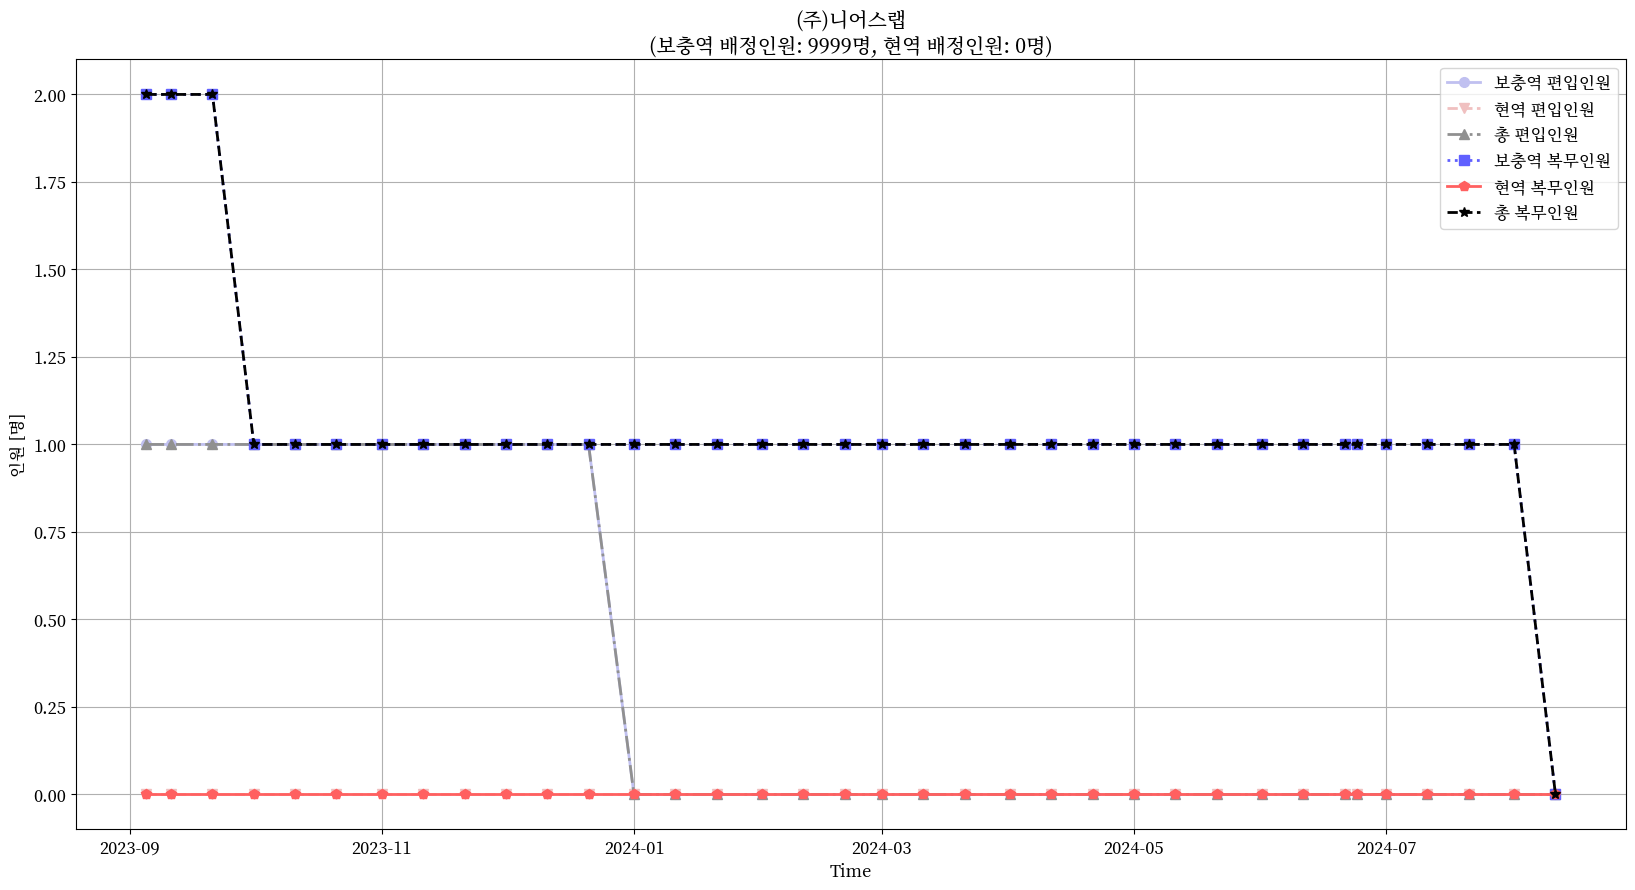 (주)니어스랩
(보충역 배정인원: 9999명, 현역 배정인원: 0명)
보충역 편입인원
현역 편입인원
총 편입인원
보충역 복무인원
현역 복무인원
총 복무인원
2.00
1.75
1.50
1.25
1.00
0.75
0.50
0.25
0.00
인원 [명]
2023-09
2023-11
2024-01
2024-03
2024-05
2024-07
Time